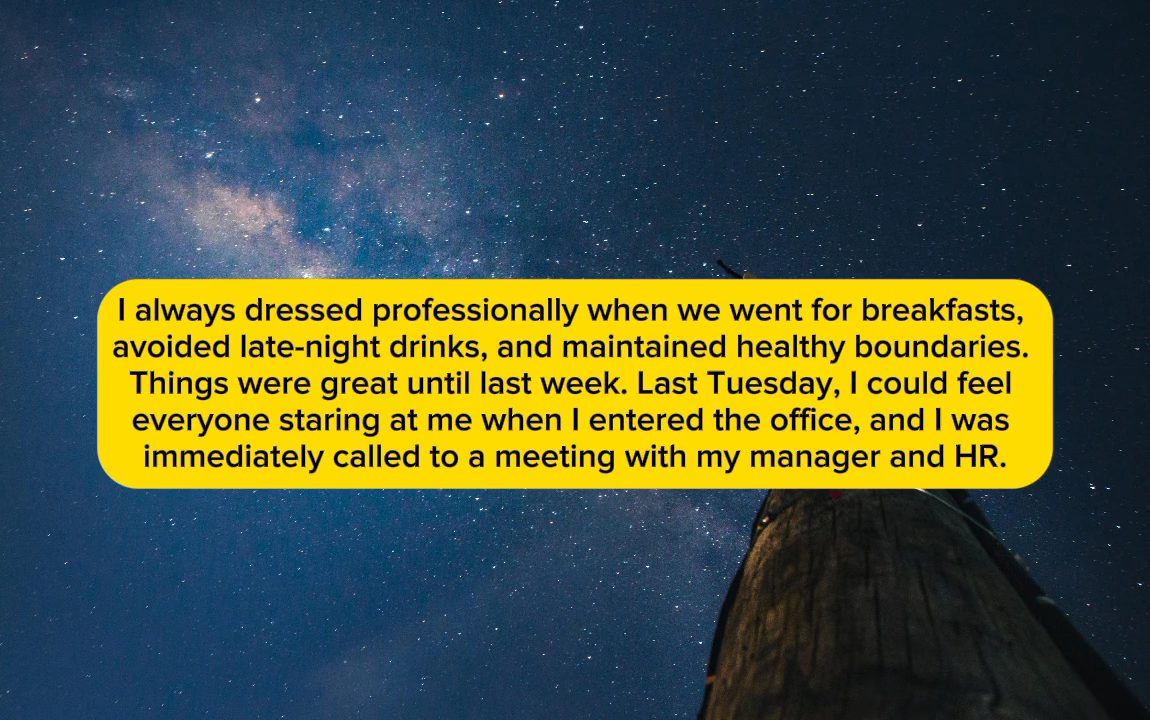 I always dressed professionally when we went for breakfasts,
avoided late-night drinks, and maintained healthy boundaries.
Things were great until last week. Last Tuesday, I could feel
everyone staring at me when I entered the office, and I was
immediately called to a meeting with my manager and HR.